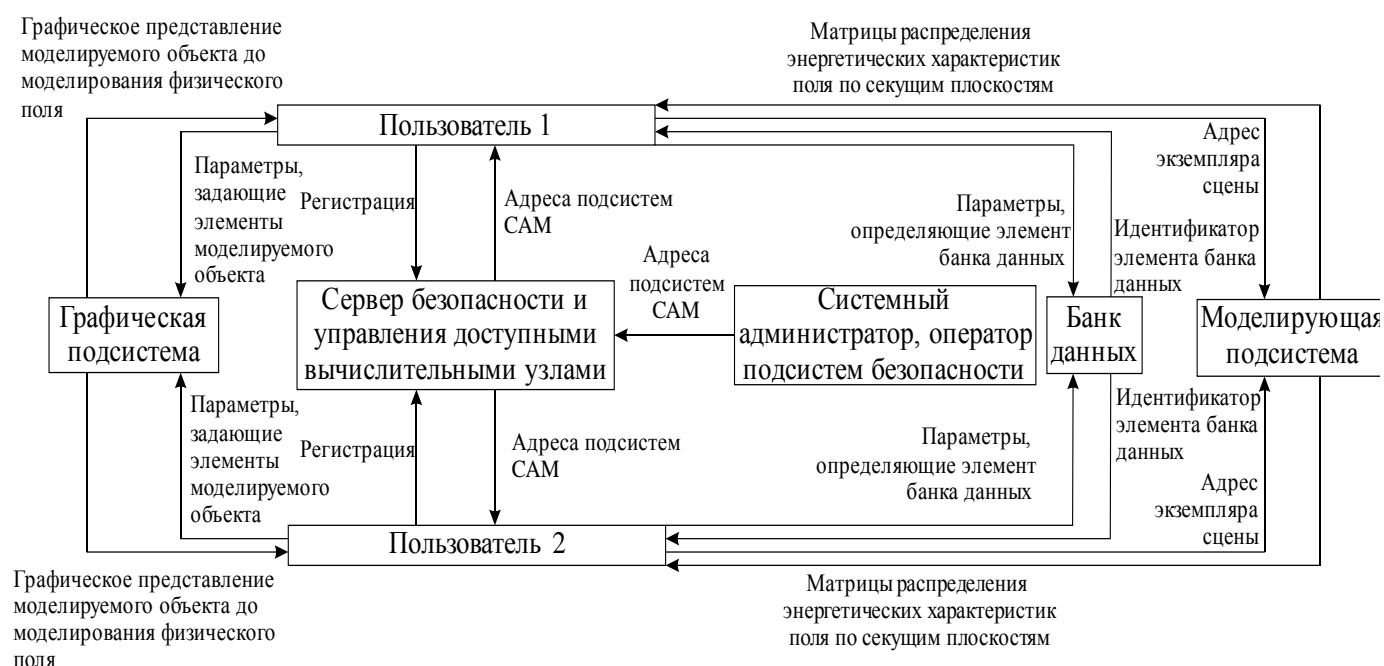 Графическое представление
моделируемого объекта до
моделирования физического
поля
Матрицы распределения
энергетических характеристик
поля по секущим плоскостям
Пользователь 1
Параметры,
задающие
элементы
моделируемого
объекта
Регистрация
Адреса подсистем
САМ
Параметры,
определяющие элемент
банка данных
Адрес
экземпляра
сцены
Идентификатор
элемента банка
данных
Адреса
подсистем
САМ
Графическая
подсистема
Сервер безопасности и
управления доступными
вычислительными узлами
Системный
администратор, оператор
подсистем безопасности
Банк
данных
Моделирующая
подсистема
Параметры,
задающие
элементы
моделируемого
объекта
Регистрация
Адреса подсистем
САМ
Параметры,
определяющие элемент
банка данных
Идентификатор
элемента банка
данных
Адрес
экземпляра
сцены
Пользователь 2
Графическое представление
моделируемого объекта до
моделирования физического
поля
Матрицы распределения
энергетических характеристик
поля по секущим плоскостям